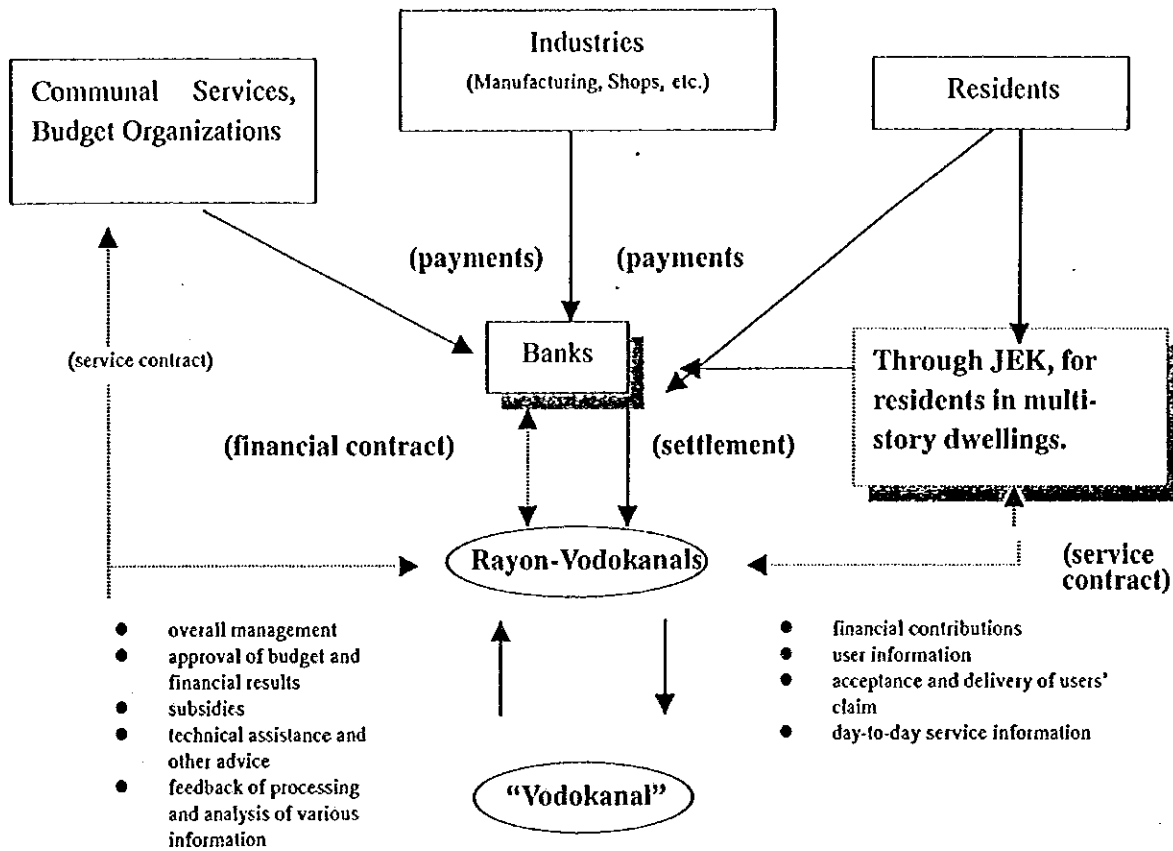 Industries
(Manufacturing, Shops, etc.)
Communal Services,
Budget Organizations
Residents
(payments)
(payments
(service contract)
Banks
Through JEK, for
residents in multi-
story dwellings.
(financial contract)
(settlement)
Rayon-Vodokanals
(service
contract)
● overall management
● approval of budget and
financial results
● subsidies
● technical assistance and
other advice
● feedback of processing
and analysis of various
information
● financial contributions
● user information
● acceptance and delivery of users'
claim
● day-to-day service information
"Vodokanal"